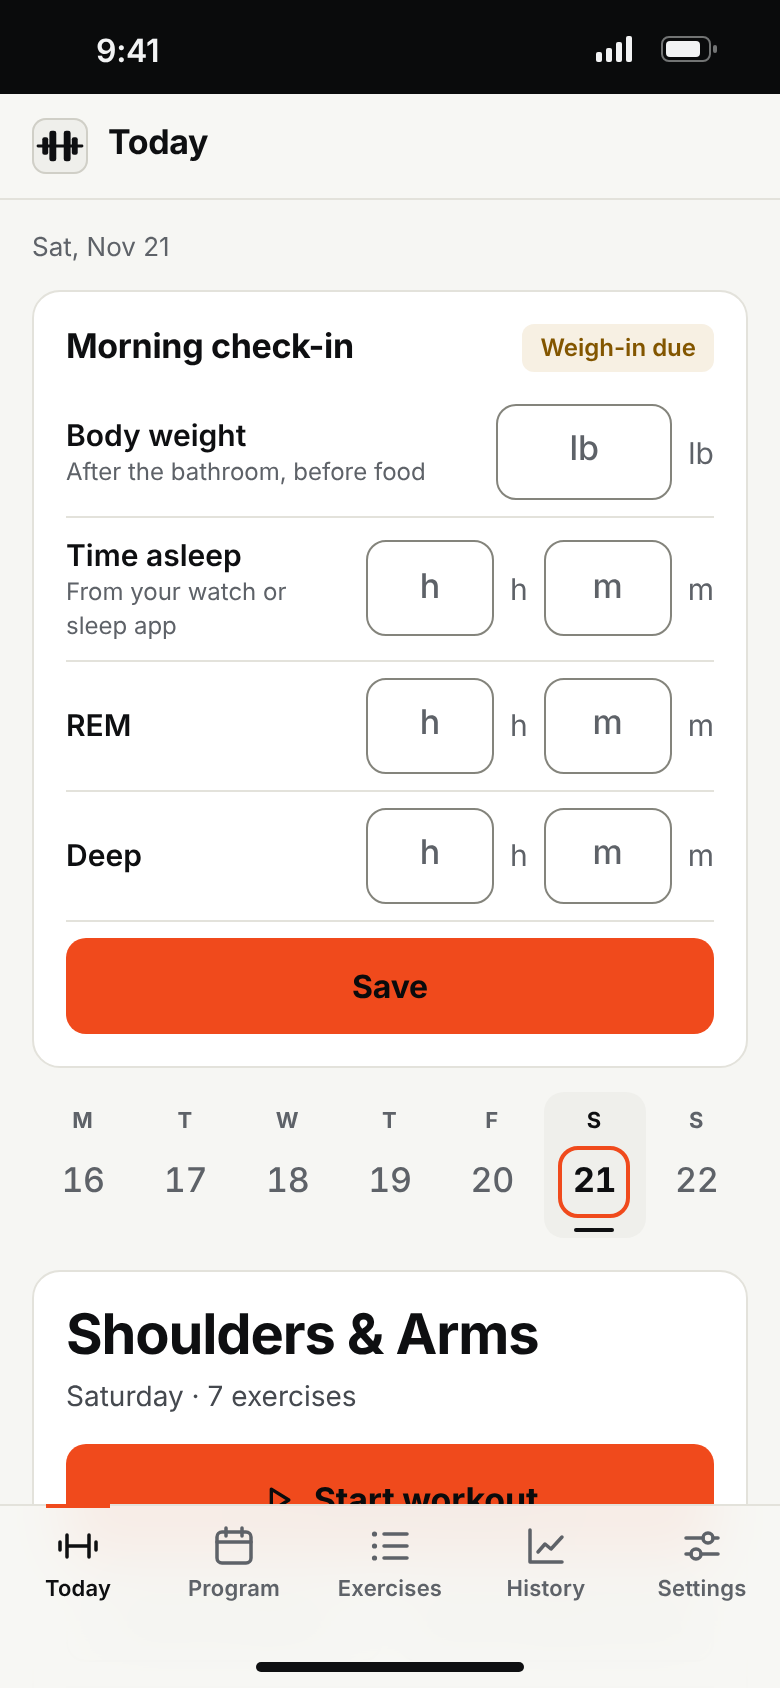 9:41
Today
Sat, Nov 21
Morning check-in
Weigh-in due
Body weight
After the bathroom, before food
lb
lb
Time asleep
From your watch or
sleep app
h
h
m
m
REM
h
h
m
m
Deep
h
h
m
m
Save
M T W T F S S
16 17 18 19 20 21 22
Shoulders & Arms
Saturday · 7 exercises
Start workout
Today
Program
Exercises
History
Settings